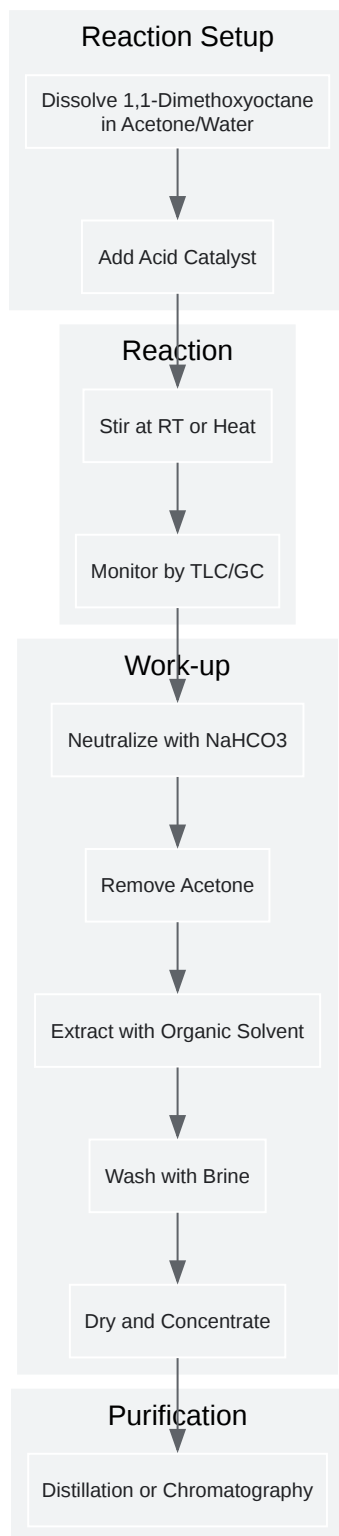 Reaction Setup
Dissolve 1,1-Dimethoxyoctane
in Acetone/Water
Add Acid Catalyst
Reaction
Stir at RT or Heat
Monitor by TLC/GC
Work-up
Neutralize with NaHCO3
Remove Acetone
Extract with Organic Solvent
Wash with Brine
Dry and Concentrate
Purification
Distillation or Chromatography